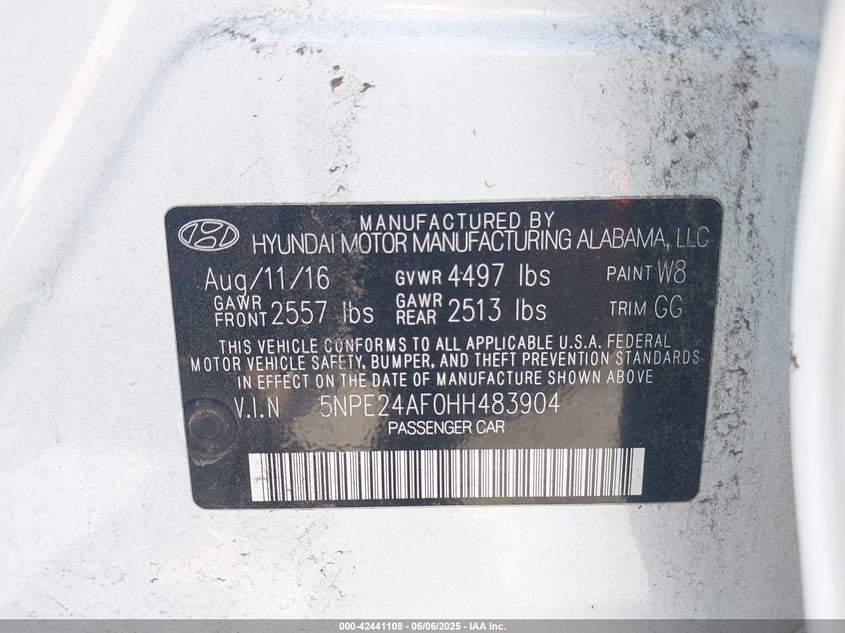 MANUFACTURED BY
HYUNDAI MOTOR MANUFACTURING ALABAMA, LLC
Aug/11/16 GVWR 4497 lbs PAINT W8
GAWR FRONT 2557 lbs GAWR REAR 2513 lbs TRIM GG
THIS VEHICLE CONFORMS TO ALL APPLICABLE U.S.A. FEDERAL
MOTOR VEHICLE SAFETY, BUMPER, AND THEFT PREVENTION STANDARDS
IN EFFECT ON THE DATE OF MANUFACTURE SHOWN ABOVE
V.I.N 5NPE24AF0HH483904
PASSENGER CAR
000-42441108 - 06/06/2025 - IAA Inc.